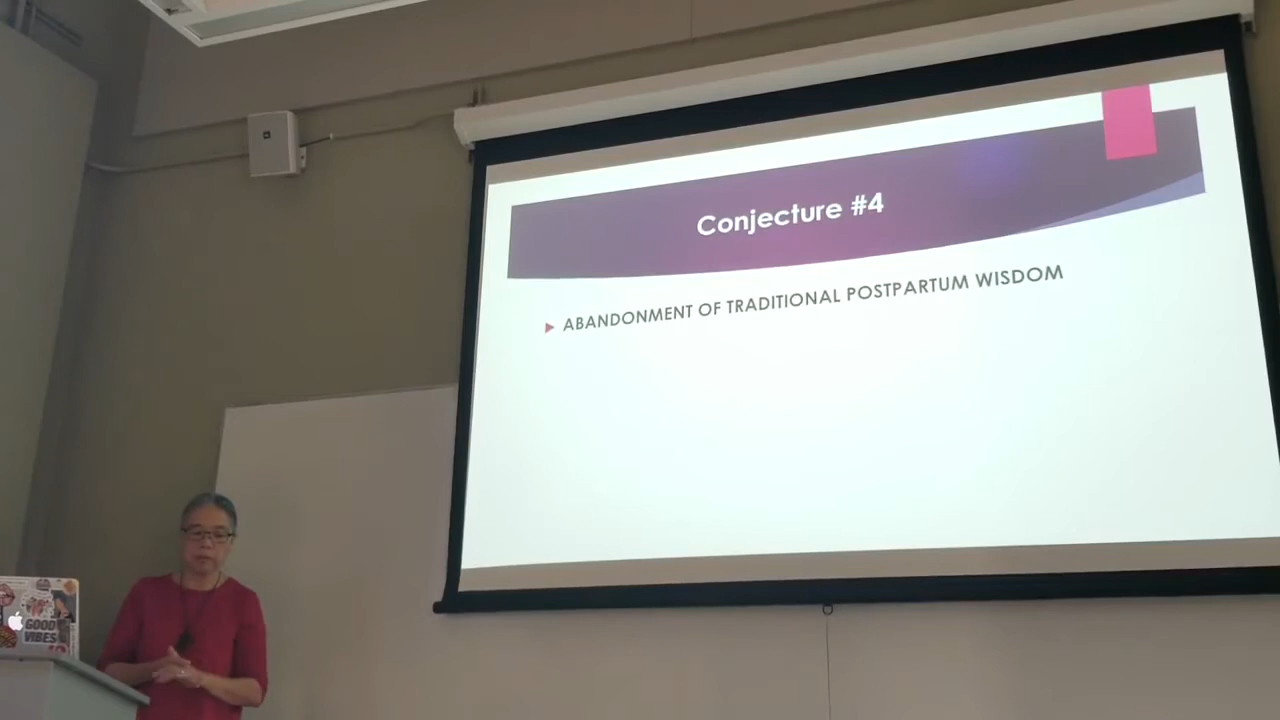 Conjecture #4
ABANDONMENT OF TRADITIONAL POSTPARTUM WISDOM
GOOD
VIBES